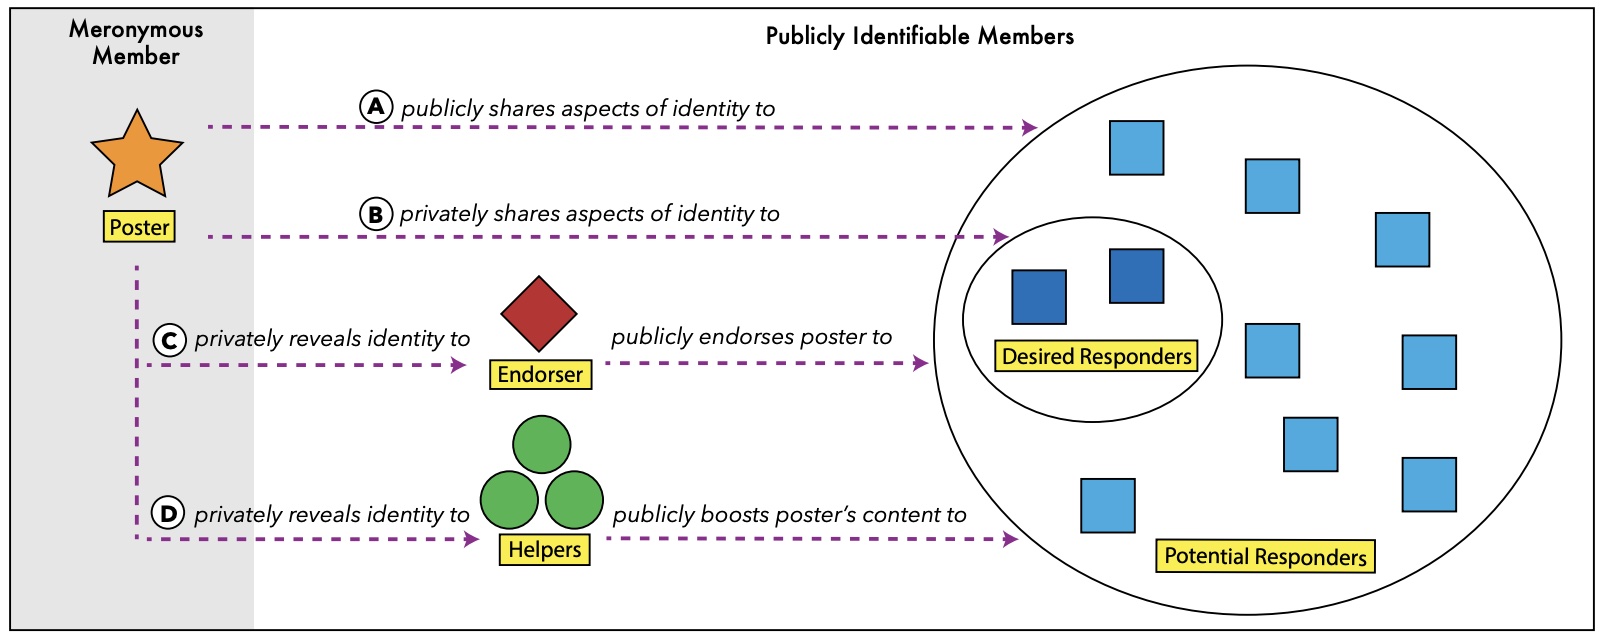 Meronymous
Member
Publicly Identifiable Members
A publicly shares aspects of identity to
Poster
B privately shares aspects of identity to
C privately reveals identity to
publicly endorses poster to
Endorser
Desired Responders
D privately reveals identity to
publicly boosts poster's content to
Helpers
Potential Responders